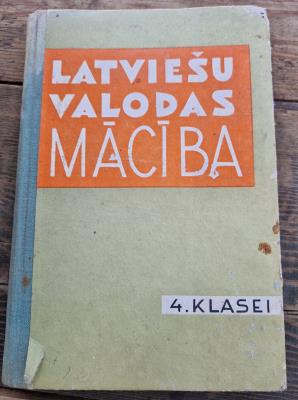 LATVIEŠU
VALODAS
MĀCĪBA
4. KLASEI